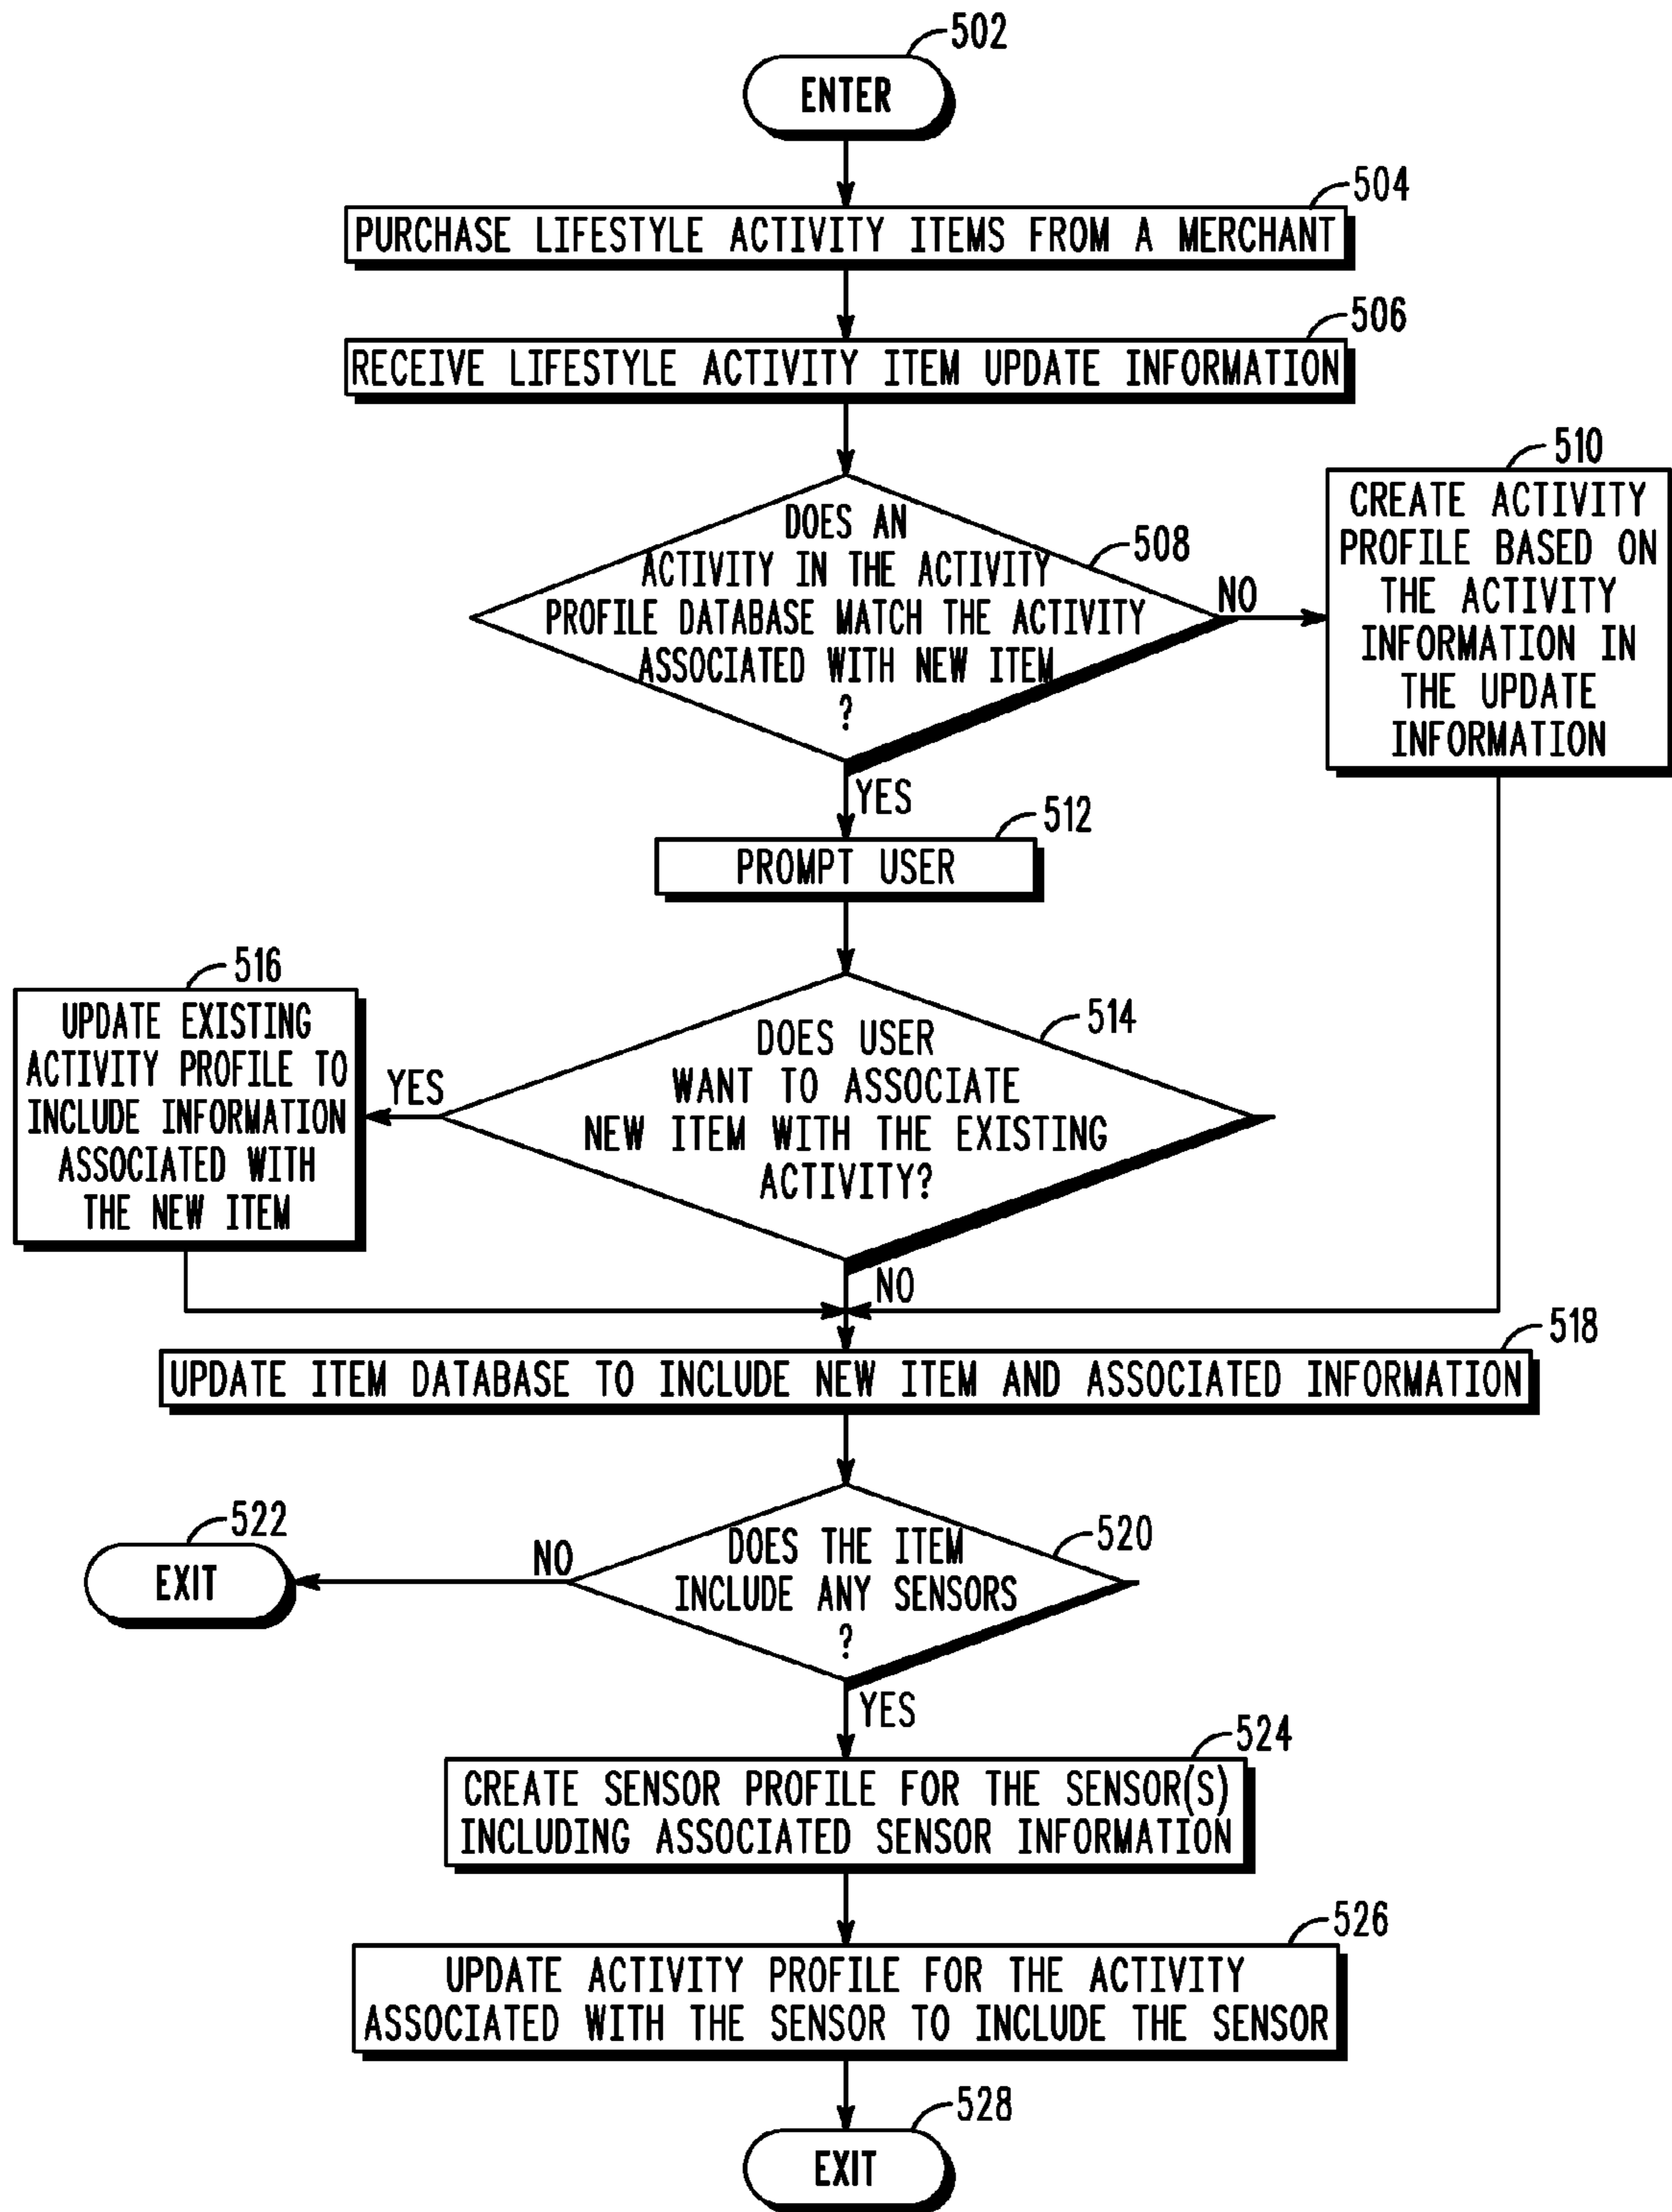 502
ENTER
504
PURCHASE LIFESTYLE ACTIVITY ITEMS FROM A MERCHANT
506
RECEIVE LIFESTYLE ACTIVITY ITEM UPDATE INFORMATION
508
DOES AN
ACTIVITY IN THE ACTIVITY
PROFILE DATABASE MATCH THE ACTIVITY
ASSOCIATED WITH NEW ITEM
?
NO
510
CREATE ACTIVITY
PROFILE BASED ON
THE ACTIVITY
INFORMATION IN
THE UPDATE
INFORMATION
YES
512
PROMPT USER
514
DOES USER
WANT TO ASSOCIATE
NEW ITEM WITH THE EXISTING
ACTIVITY?
YES
516
UPDATE EXISTING
ACTIVITY PROFILE TO
INCLUDE INFORMATION
ASSOCIATED WITH
THE NEW ITEM
NO
518
UPDATE ITEM DATABASE TO INCLUDE NEW ITEM AND ASSOCIATED INFORMATION
520
DOES THE ITEM
INCLUDE ANY SENSORS
?
NO
522
EXIT
YES
524
CREATE SENSOR PROFILE FOR THE SENSOR(S)
INCLUDING ASSOCIATED SENSOR INFORMATION
526
UPDATE ACTIVITY PROFILE FOR THE ACTIVITY
ASSOCIATED WITH THE SENSOR TO INCLUDE THE SENSOR
528
EXIT